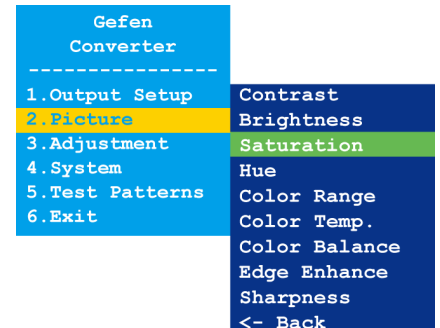 Gefen
Converter
----------------
1.Output Setup
2.Picture
3.Adjustment
4.System
5.Test Patterns
6.Exit
Contrast
Brightness
Saturation
Hue
Color Range
Color Temp.
Color Balance
Edge Enhance
Sharpness
<- Back